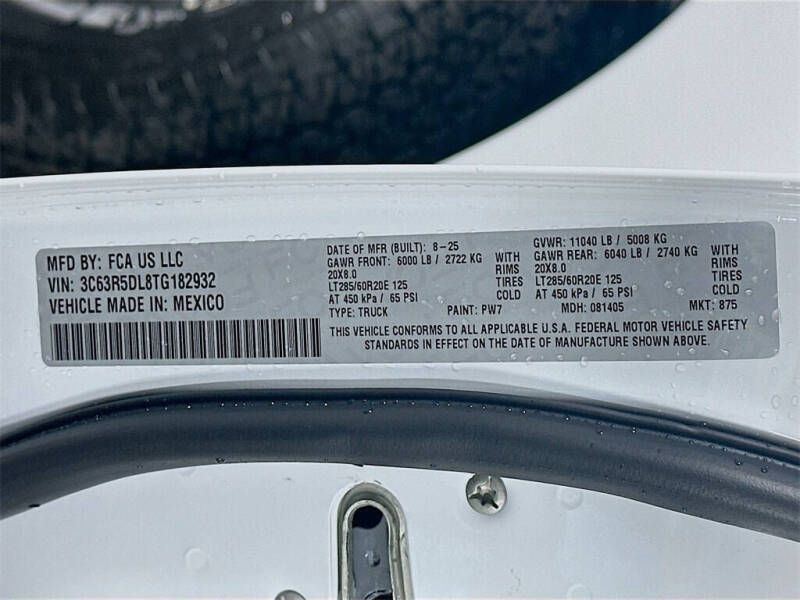 MFD BY: FCA US LLC
VIN: 3C63R5DL8TG182932
VEHICLE MADE IN: MEXICO
DATE OF MFR (BUILT): 8-25
GAWR FRONT: 6000 LB / 2722 KG WITH
20X8.0 RIMS
LT285/60R20E 125 TIRES
AT 450 kPa / 65 PSI COLD
TYPE: TRUCK PAINT: PW7
GVWR: 11040 LB / 5008 KG
GAWR REAR: 6040 LB / 2740 KG WITH
20X8.0 RIMS
LT285/60R20E 125 TIRES
AT 450 kPa / 65 PSI COLD
MDH: 081405 MKT: 875
THIS VEHICLE CONFORMS TO ALL APPLICABLE U.S.A. FEDERAL MOTOR VEHICLE SAFETY
STANDARDS IN EFFECT ON THE DATE OF MANUFACTURE SHOWN ABOVE.